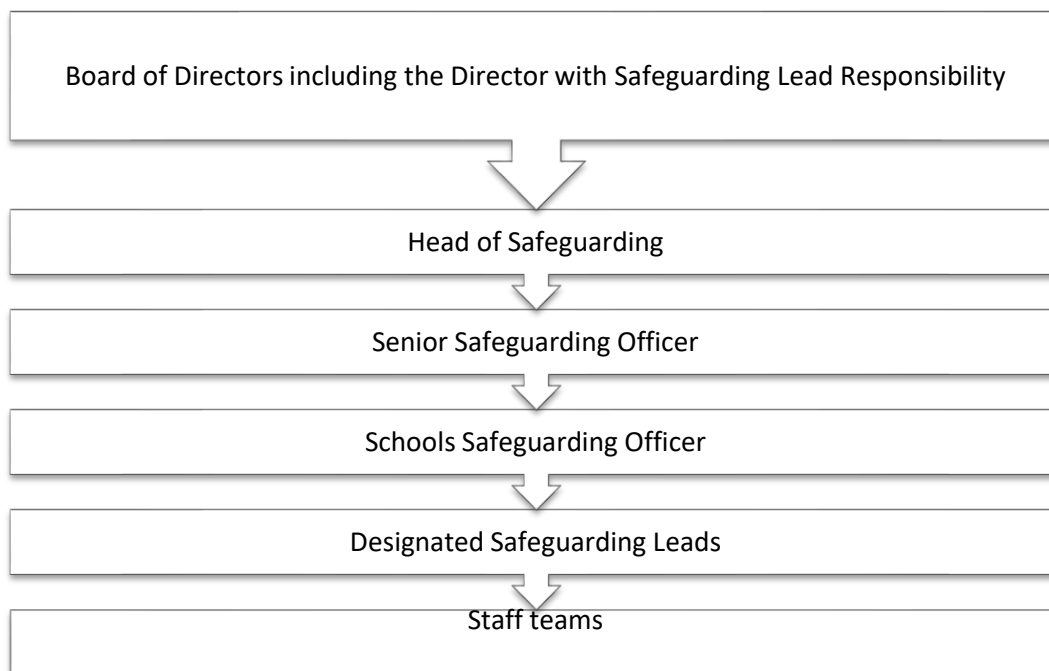 Board of Directors including the Director with Safeguarding Lead Responsibility
Head of Safeguarding
Senior Safeguarding Officer
Schools Safeguarding Officer
Designated Safeguarding Leads
Staff teams